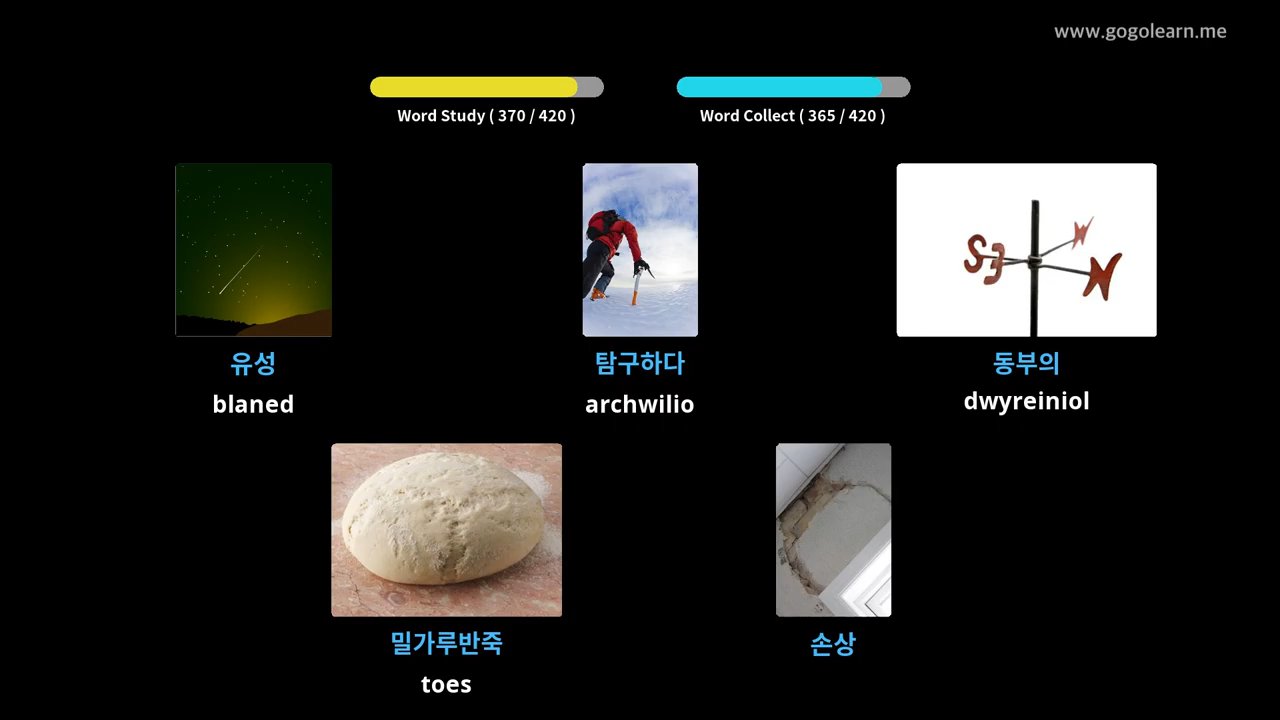 www.gogolearn.me
Word Study ( 370 / 420 )
Word Collect ( 365 / 420 )
유성
blaned
탐구하다
archwilio
동부의
dwyreiniol
밀가루반죽
toes
손상